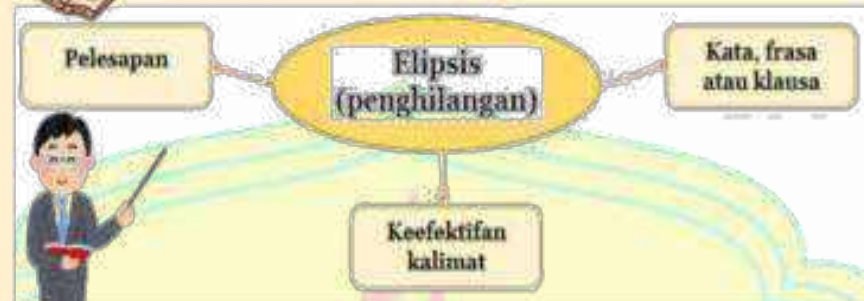 Pelesapan
Elipsis
(penghilangan)
Kata, frasa
atau klausa
Keefektifan
kalimat